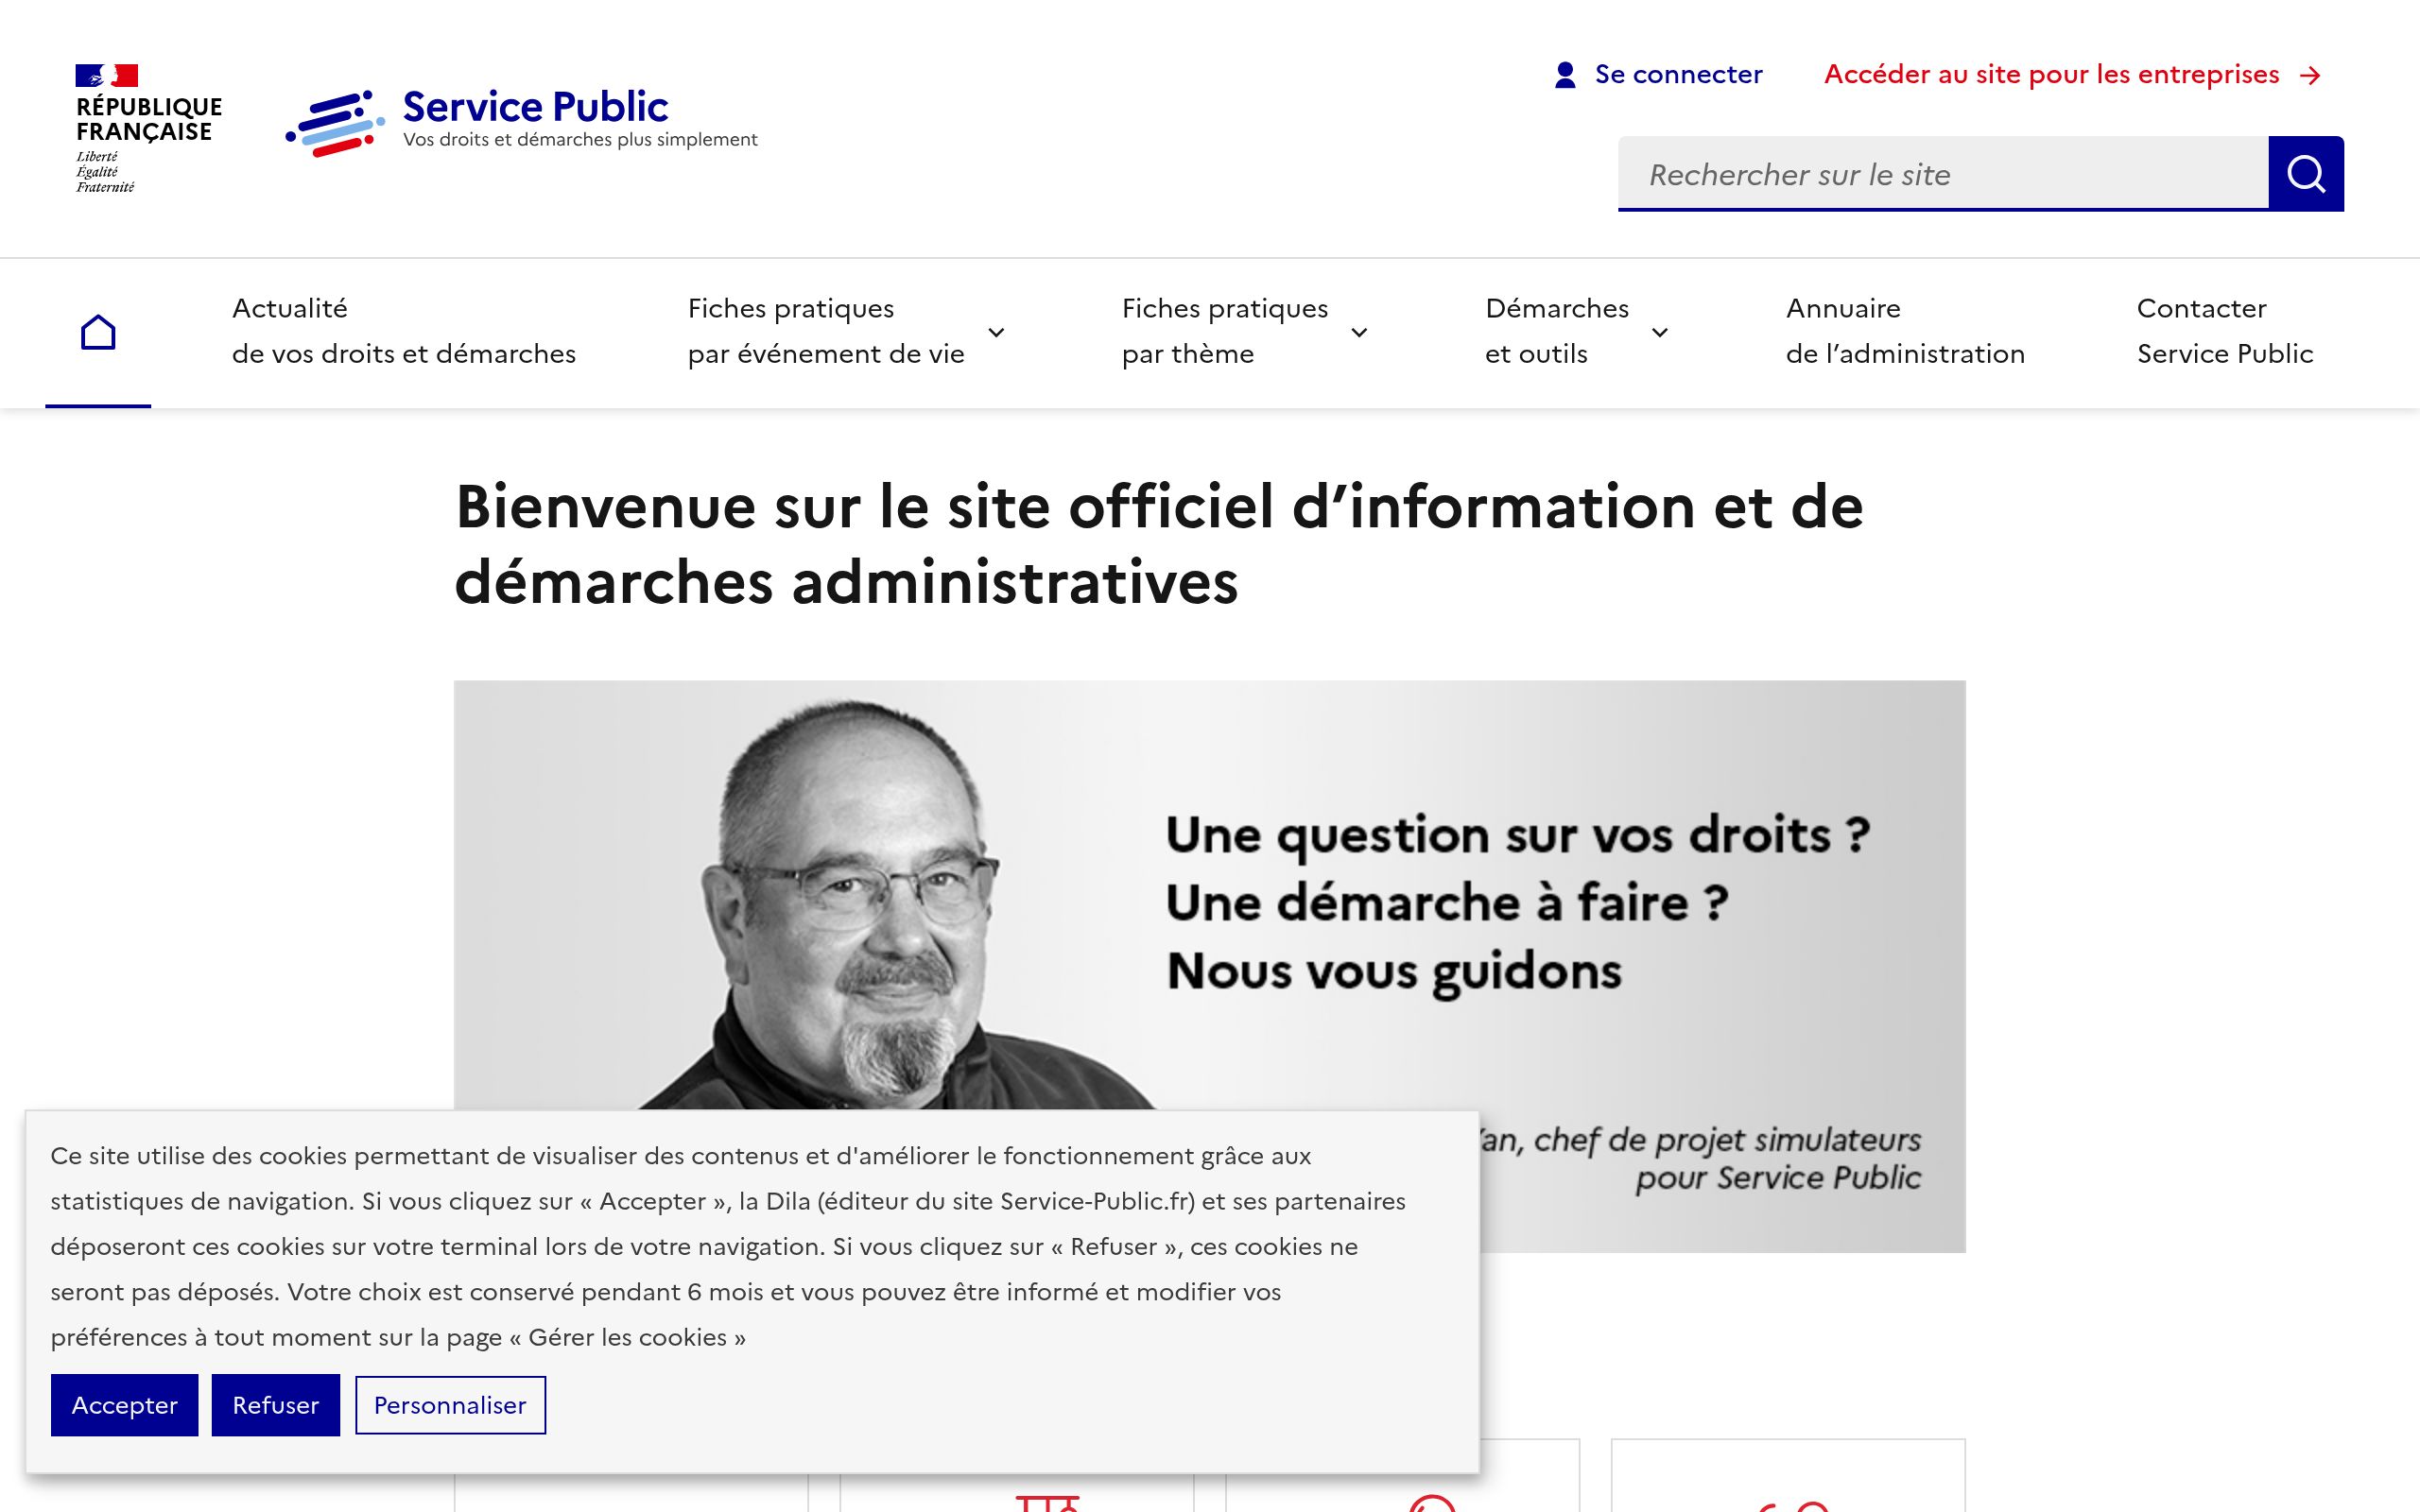 RÉPUBLIQUE
FRANÇAISE
Liberté
Égalité
Fraternité
Service Public
Vos droits et démarches plus simplement
Se connecter
Accéder au site pour les entreprises
Rechercher sur le site
Actualité
de vos droits et démarches
Fiches pratiques
par événement de vie
Fiches pratiques
par thème
Démarches
et outils
Annuaire
de l’administration
Contacter
Service Public
Bienvenue sur le site officiel d’information et de
démarches administratives
Une question sur vos droits ?
Une démarche à faire ?
Nous vous guidons
chef de projet simulateurs
pour Service Public
Ce site utilise des cookies permettant de visualiser des contenus et d'améliorer le fonctionnement grâce aux
statistiques de navigation. Si vous cliquez sur « Accepter », la Dila (éditeur du site Service-Public.fr) et ses partenaires
déposeront ces cookies sur votre terminal lors de votre navigation. Si vous cliquez sur « Refuser », ces cookies ne
seront pas déposés. Votre choix est conservé pendant 6 mois et vous pouvez être informé et modifier vos
préférences à tout moment sur la page « Gérer les cookies »
Accepter
Refuser
Personnaliser